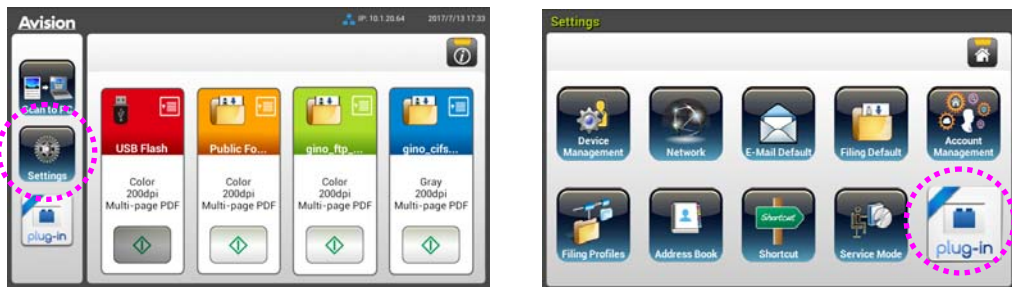 Avision
IP: 10.1.20.64 2017/7/13 17:33
Scan to PC
Settings
plug-in
USB Flash
Color
200dpi
Multi-page PDF
Public Fo...
Color
200dpi
Multi-page PDF
gino_ftp_...
Color
200dpi
Multi-page PDF
gino_cifs...
Gray
200dpi
Multi-page PDF
Settings
Device
Management
Network
E-Mail Default
Filing Default
Account
Management
Filing Profiles
Address Book
Shortcut
Shortcut
Service Mode
plug-in